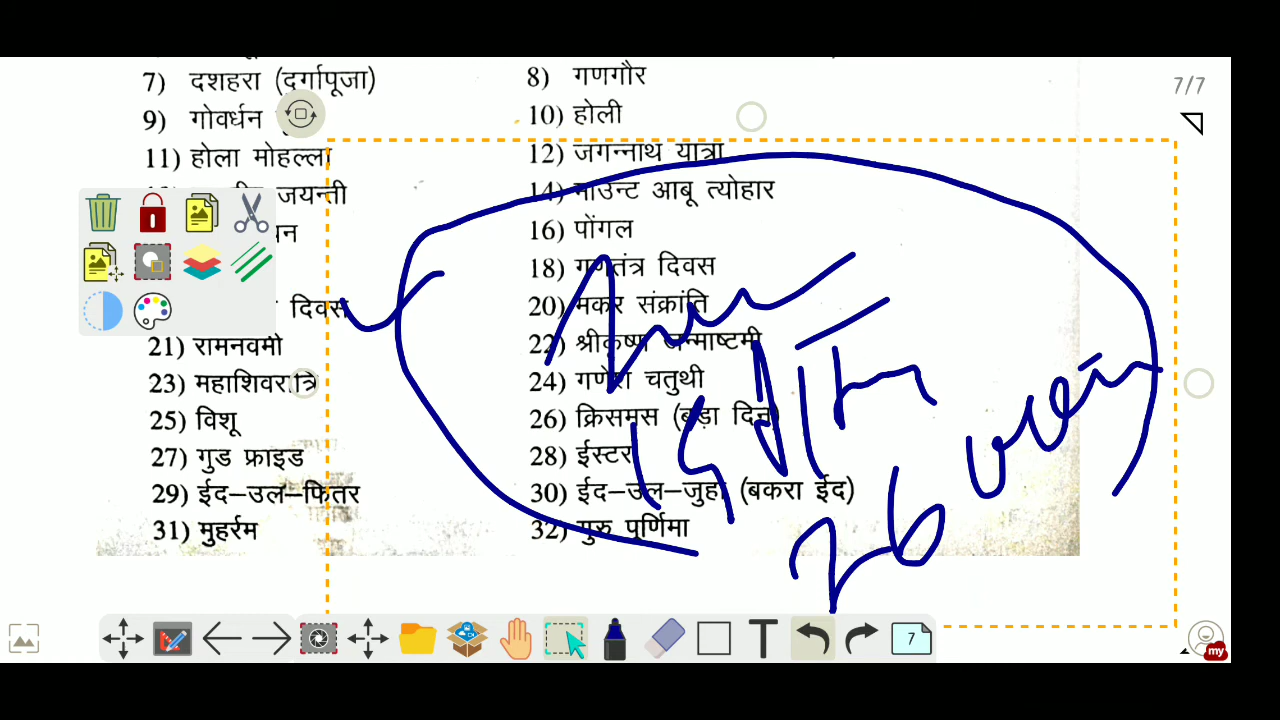 7) दशहरा (दुर्गापूजा)
8) गणगौर
7/7
9) गोवर्धन
10) होली
11) होला मोहल्ला
12) जगन्नाथ यात्रा
जयन्ती
14) माउन्ट आबू त्योहार
16) पोंगल
18) गणतंत्र दिवस
दिवस
20) मकर संक्रांति
21) रामनवमी
22) श्रीकृष्ण जन्माष्टमी
23) महाशिवरात्रि
24) गणेश चतुथी
25) विशू
26) क्रिसमस (बड़ा दिन)
27) गुड फ्राइड
28) ईस्टर
29) ईद-उल-फितर
30) ईद-उल-जुहा (बकरा ईद)
31) मुहर्रम
32) गुरु पूर्णिमा
26
T
7
my